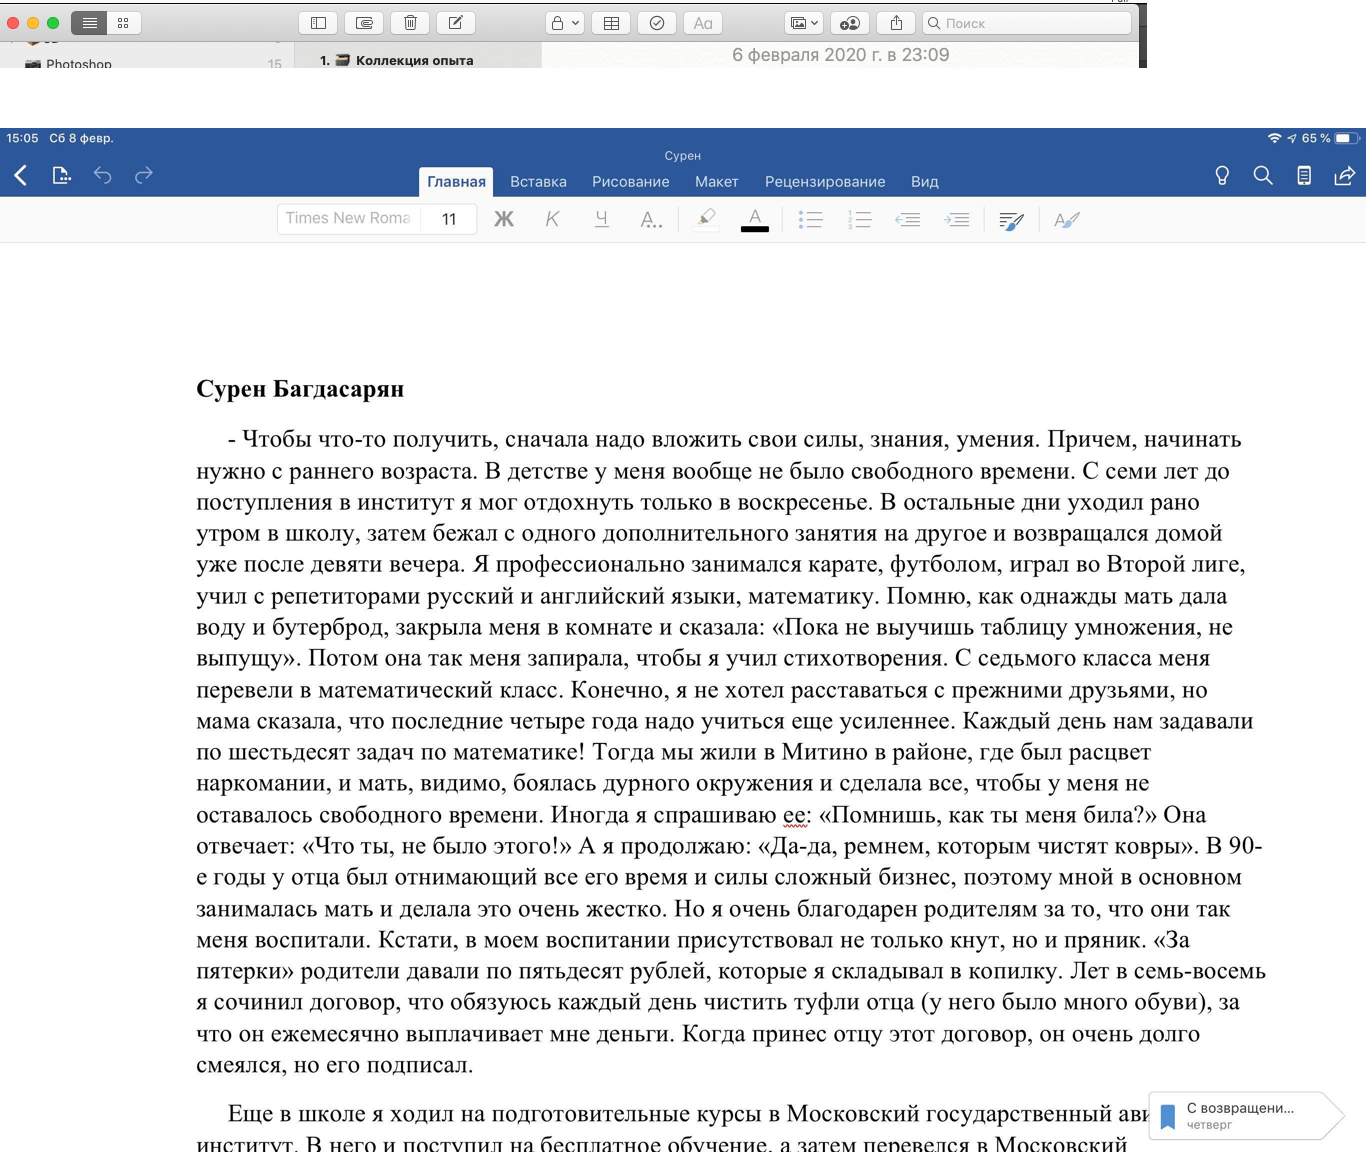 Поиск
Photoshop 15
1. Коллекция опыта
6 февраля 2020 г. в 23:09
15:05 Сб 8 февр.
65 %
Сурен
Главная Вставка Рисование Макет Рецензирование Вид
Times New Roma 11 Ж К Ч А... А
Сурен Багдасарян
- Чтобы что-то получить, сначала надо вложить свои силы, знания, умения. Причем, начинать
нужно с раннего возраста. В детстве у меня вообще не было свободного времени. С семи лет до
поступления в институт я мог отдохнуть только в воскресенье. В остальные дни уходил рано
утром в школу, затем бежал с одного дополнительного занятия на другое и возвращался домой
уже после девяти вечера. Я профессионально занимался карате, футболом, играл во Второй лиге,
учил с репетиторами русский и английский языки, математику. Помню, как однажды мать дала
воду и бутерброд, закрыла меня в комнате и сказала: «Пока не выучишь таблицу умножения, не
выпущу». Потом она так меня запирала, чтобы я учил стихотворения. С седьмого класса меня
перевели в математический класс. Конечно, я не хотел расставаться с прежними друзьями, но
мама сказала, что последние четыре года надо учиться еще усиленнее. Каждый день нам задавали
по шестьдесят задач по математике! Тогда мы жили в Митино в районе, где был расцвет
наркомании, и мать, видимо, боялась дурного окружения и сделала все, чтобы у меня не
оставалось свободного времени. Иногда я спрашиваю ее: «Помнишь, как ты меня била?» Она
отвечает: «Что ты, не было этого!» А я продолжаю: «Да-да, ремнем, которым чистят ковры». В 90-
е годы у отца был отнимающий все его время и силы сложный бизнес, поэтому мной в основном
занималась мать и делала это очень жестко. Но я очень благодарен родителям за то, что они так
меня воспитали. Кстати, в моем воспитании присутствовал не только кнут, но и пряник. «За
пятерки» родители давали по пятьдесят рублей, которые я складывал в копилку. Лет в семь-восемь
я сочинил договор, что обязуюсь каждый день чистить туфли отца (у него было много обуви), за
что он ежемесячно выплачивает мне деньги. Когда принес отцу этот договор, он очень долго
смеялся, но его подписал.
Еще в школе я ходил на подготовительные курсы в Московский государственный ави
институт. В него и поступил на бесплатное обучение, а затем перевелся в Московский
С возвращени...
четверг